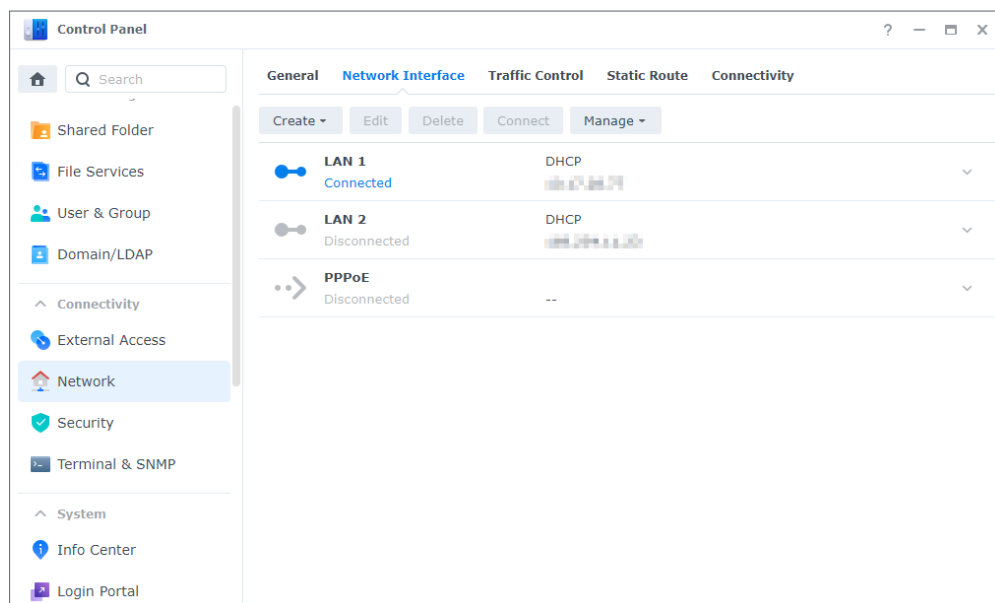 Control Panel
Search
Shared Folder
File Services
User & Group
Domain/LDAP
Connectivity
External Access
Network
Security
Terminal & SNMP
System
Info Center
Login Portal
General Network Interface Traffic Control Static Route Connectivity
Create Edit Delete Connect Manage
LAN 1 DHCP
Connected
LAN 2 DHCP
Disconnected
PPPoE
Disconnected --